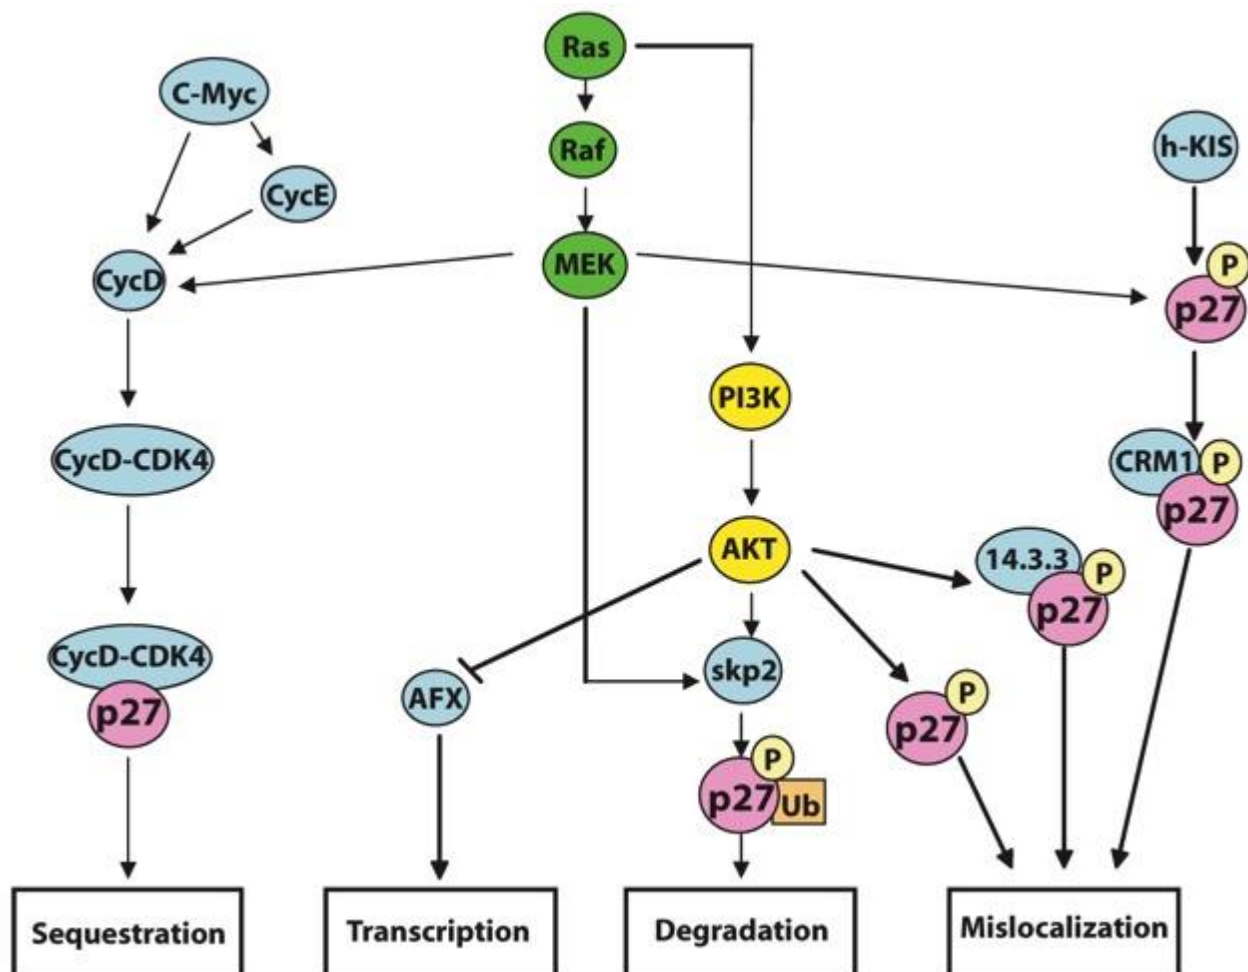 Ras
C-Myc
Raf
h-KIS
CycE
MEK
CycD
P
p27
PI3K
CycD-CDK4
CRM1
P
p27
AKT
14.3.3
P
p27
CycD-CDK4
p27
AFX
skp2
P
p27
P
p27
Ub
Sequestration
Transcription
Degradation
Mislocalization